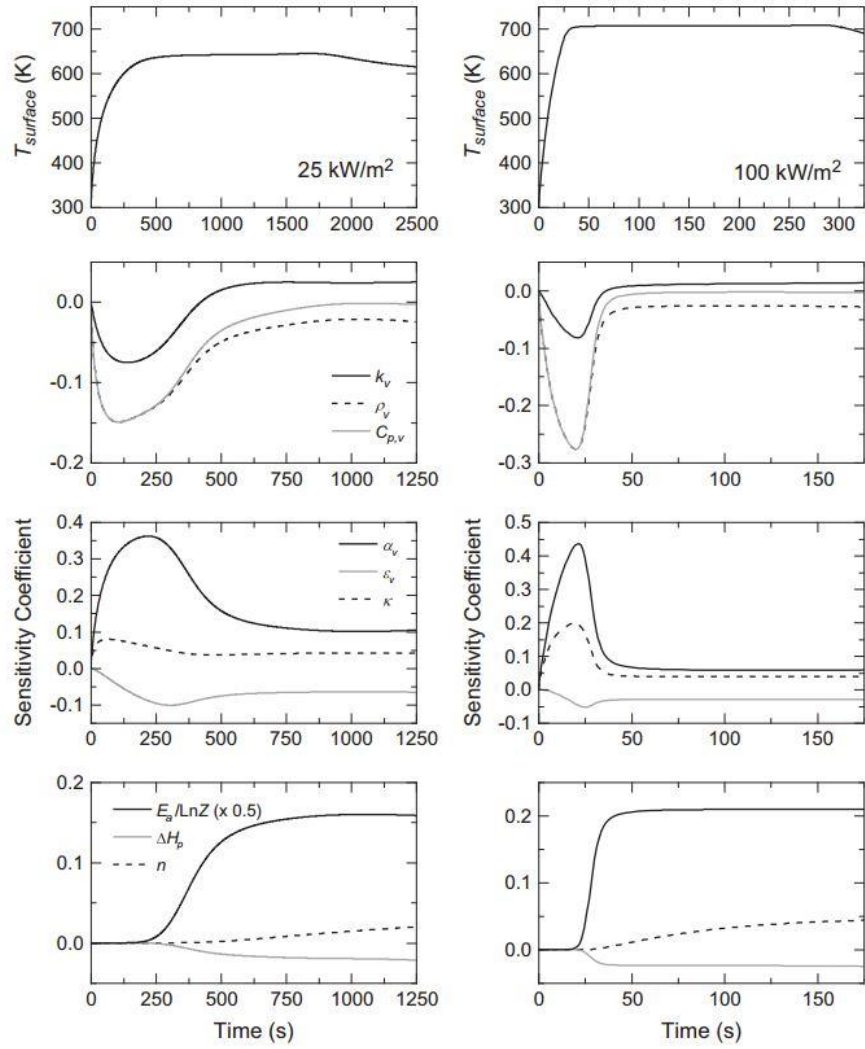 700
600
500
400
300
T_surface (K)
25 kW/m²
0 500 1000 1500 2000 2500
700
600
500
400
300
T_surface (K)
100 kW/m²
0 50 100 150 200 250 300
0.0
-0.1
-0.2
k_v
ρ_v
C_p,v
0 250 500 750 1000 1250
0.0
-0.1
-0.2
-0.3
0 50 100 150
Sensitivity Coefficient
0.4
0.3
0.2
0.1
0.0
-0.1
α_v
ε_v
κ
0 250 500 750 1000 1250
0.5
0.4
0.3
0.2
0.1
0.0
-0.1
0 50 100 150
0.2
0.1
0.0
E_a/LnZ (x 0.5)
ΔH_p
n
0 250 500 750 1000 1250
Time (s)
0.2
0.1
0.0
0 50 100 150
Time (s)